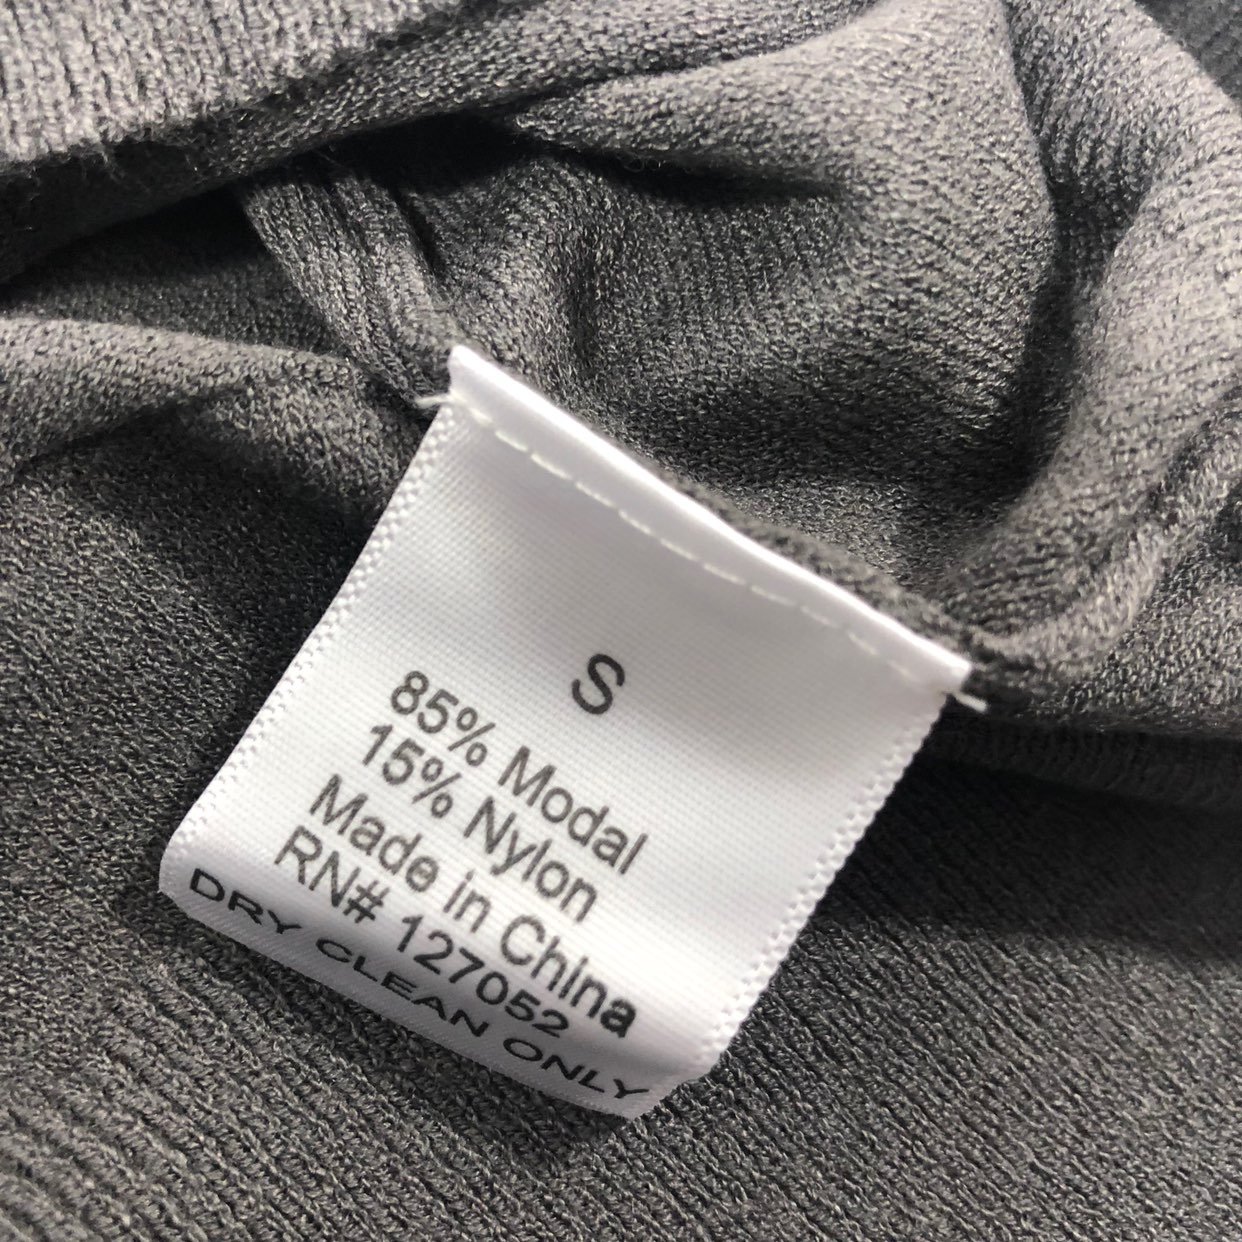 S
85% Modal
15% Nylon
Made in China
RN# 127052
DRY CLEAN ONLY